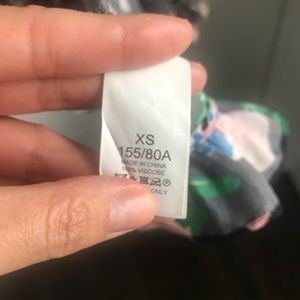 XS
155/80A
MADE IN CHINA
100% VISCOSE
ONLY